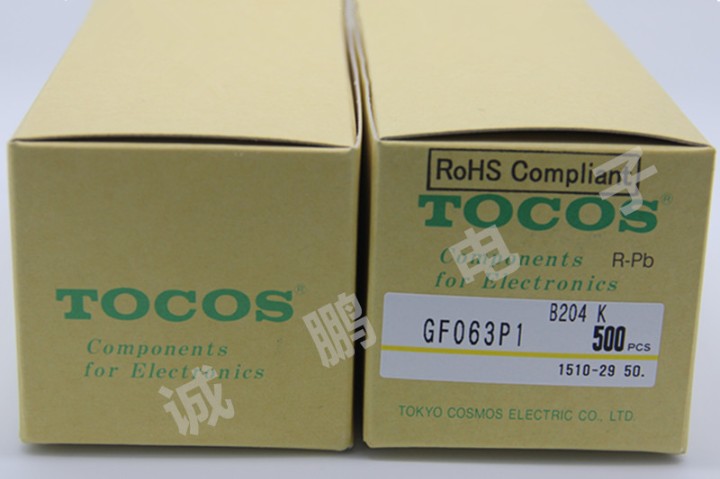 TOCOS®
Components
for Electronics
RoHS Compliant
TOCOS®
Components R-Pb
for Electronics
B204 K
GF063P1 500 PCS
1510-29 50.
TOKYO COSMOS ELECTRIC CO., LTD.
诚鹏电子